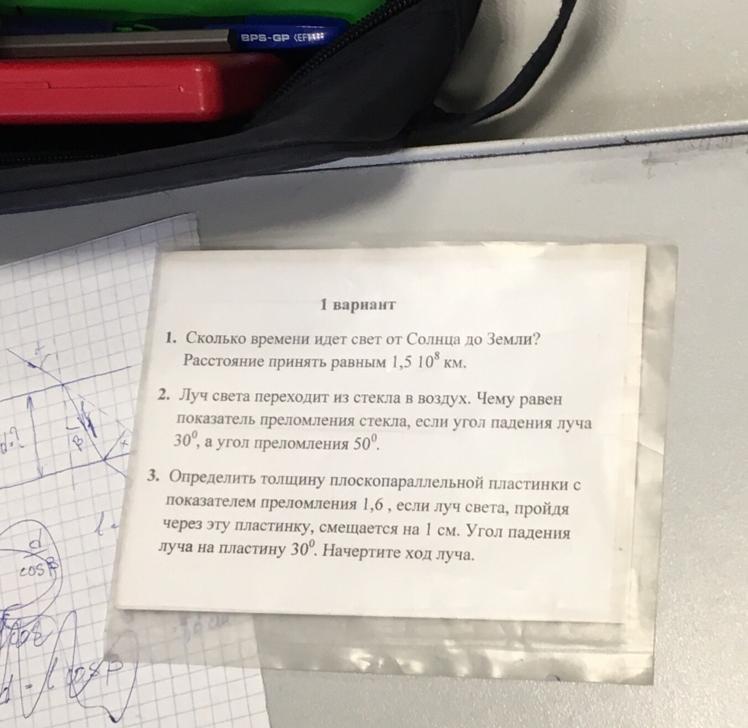 BPS-GP (EF)
1 вариант
1. Сколько времени идет свет от Солнца до Земли?
Расстояние принять равным 1,5 10⁸ км.
2. Луч света переходит из стекла в воздух. Чему равен
показатель преломления стекла, если угол падения луча
30⁰, а угол преломления 50⁰.
3. Определить толщину плоскопараллельной пластинки с
показателем преломления 1,6 , если луч света, пройдя
через эту пластинку, смещается на 1 см. Угол падения
луча на пластину 30⁰. Начертите ход луча.
d
cosβ